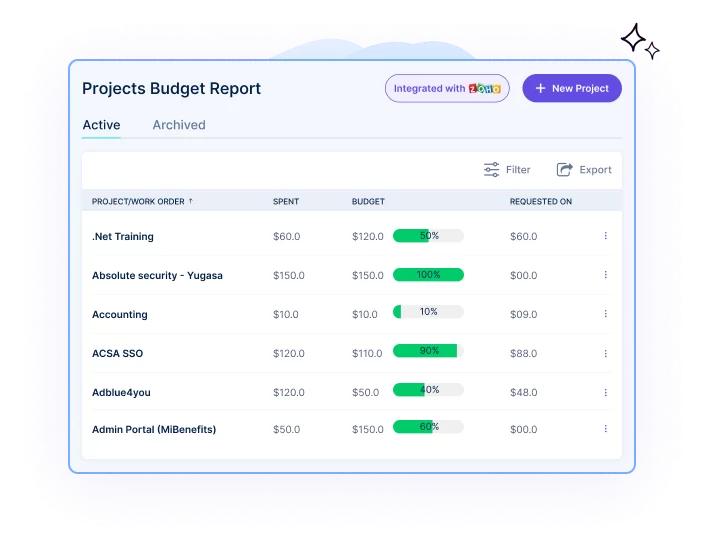 Projects Budget Report
Integrated with ZOHO
+ New Project
Active Archived
Filter Export
PROJECT/WORK ORDER ↑ SPENT BUDGET REQUESTED ON
.Net Training $60.0 $120.0 50% $60.0
Absolute security - Yugasa $150.0 $150.0 100% $00.0
Accounting $10.0 $10.0 10% $09.0
ACSA SSO $120.0 $110.0 90% $88.0
Adblue4you $120.0 $50.0 40% $48.0
Admin Portal (MiBenefits) $50.0 $150.0 60% $00.0